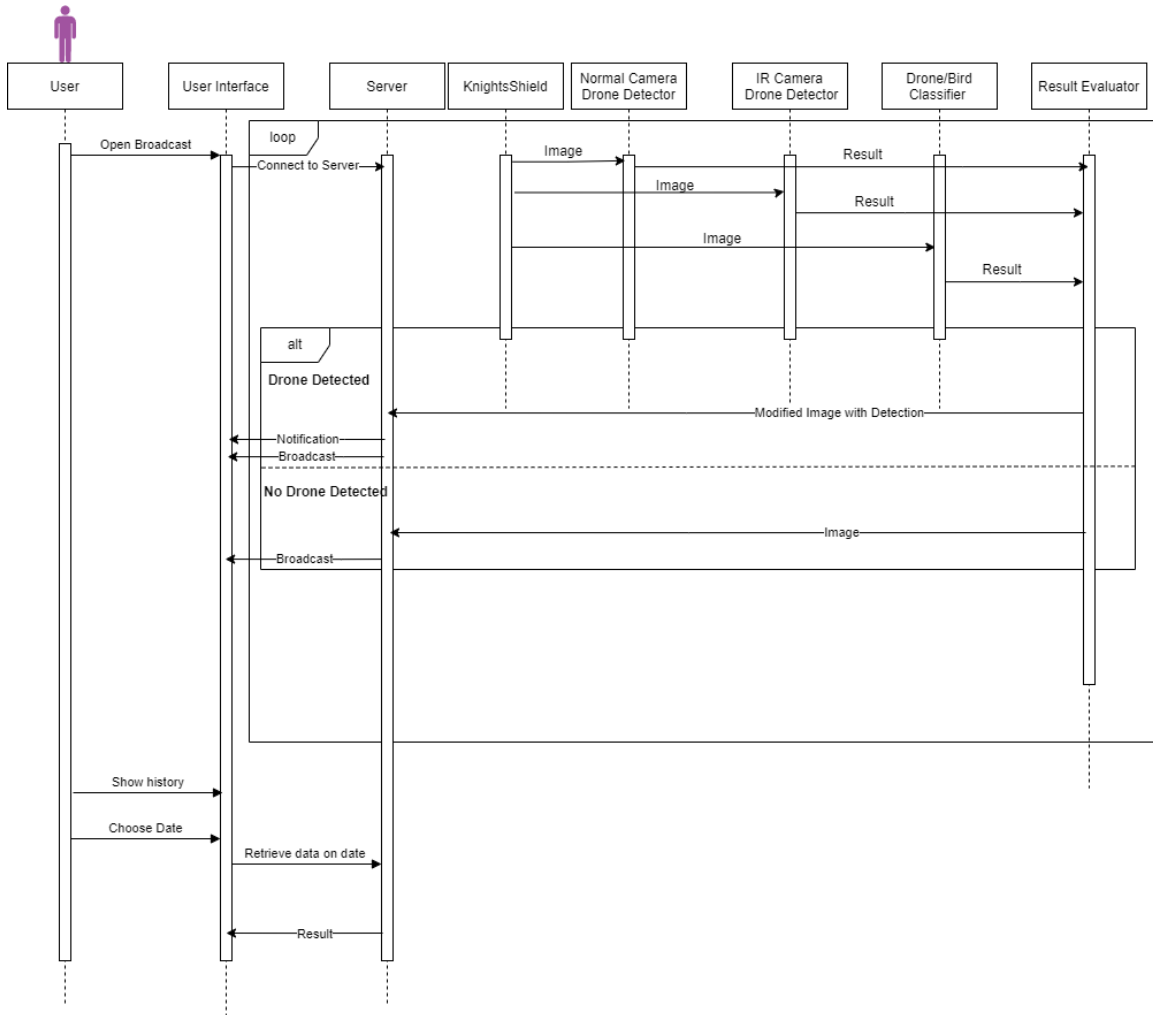 User
User Interface
Server
KnightsShield
Normal Camera
Drone Detector
IR Camera
Drone Detector
Drone/Bird
Classifier
Result Evaluator
loop
Open Broadcast
Connect to Server
Image
Result
Image
Result
Image
Result
alt
Drone Detected
Modified Image with Detection
Notification
Broadcast
No Drone Detected
Image
Broadcast
Show history
Choose Date
Retrieve data on date
Result